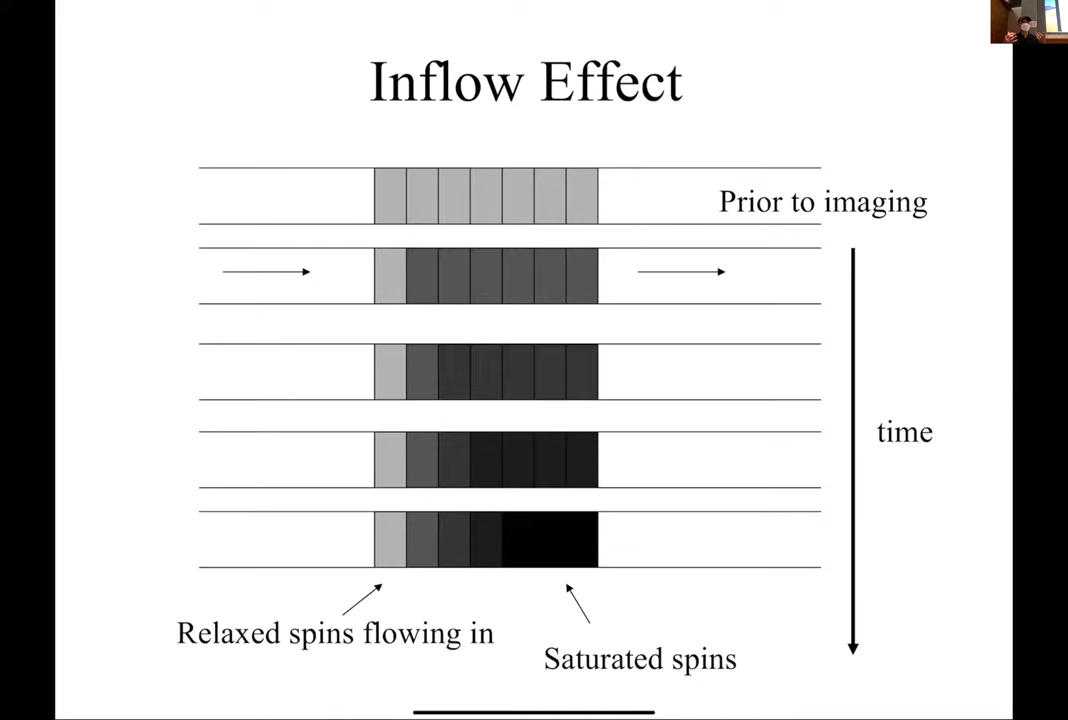 Inflow Effect
Prior to imaging
time
Relaxed spins flowing in
Saturated spins